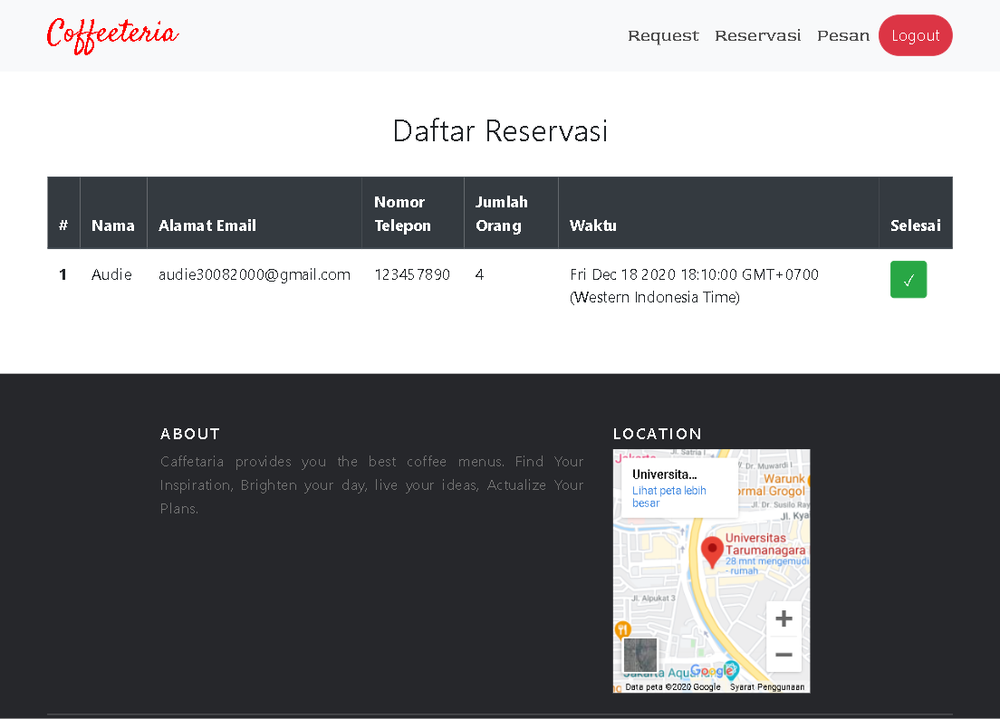 Coffeeteria
Request Reservasi Pesan Logout
Daftar Reservasi
# Nama Alamat Email Nomor Telepon Jumlah Orang Waktu Selesai
1 Audie audie30082000@gmail.com 123457890 4 Fri Dec 18 2020 18:10:00 GMT+0700
(Western Indonesia Time)
✓
ABOUT
Caffetaria provides you the best coffee menus. Find Your
Inspiration, Brighten your day, live your ideas, Actualize Your
Plans.
LOCATION
Jl. Satria I
Jakarta
Universita...
Lihat peta lebih
besar
W. Dr. Muwardi I
Warunk
ormal Grogol
Jl. Dr. Susilo Ray
Jl. Kya
Universitas
Tarumanagara
28 mnt mengemudi
- rumah
Jl. Alpukat 3
+
−
Jakarta Aqu
Google
Data peta ©2020 Google Syarat Penggunaan